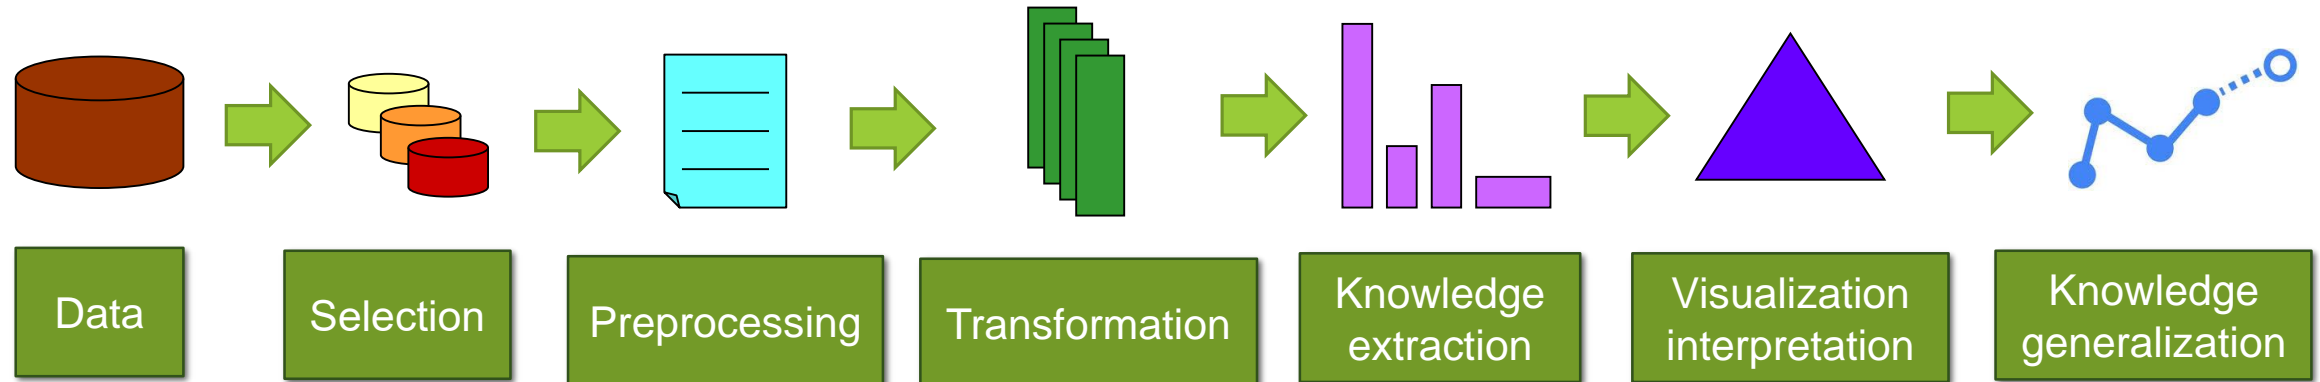 Data
Selection
Preprocessing
Transformation
Knowledge
extraction
Visualization
interpretation
Knowledge
generalization